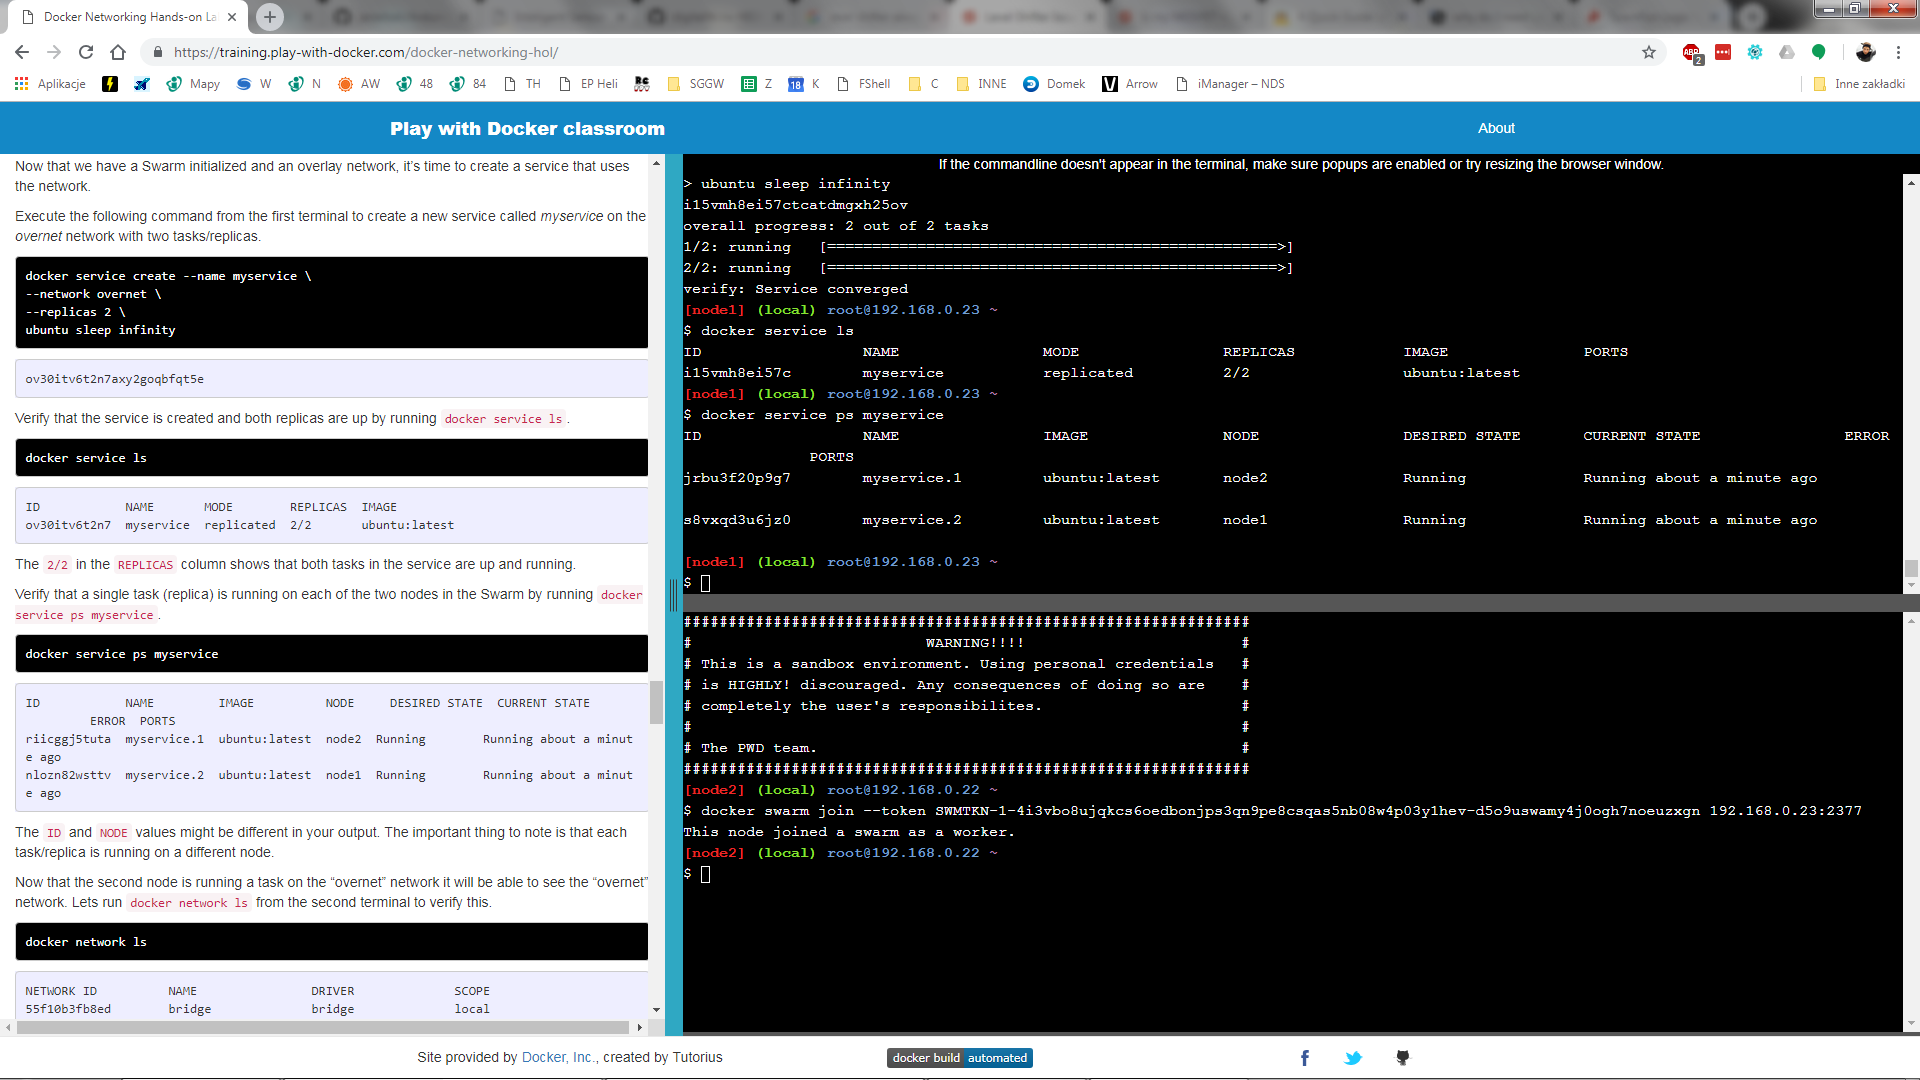 Docker Networking Hands-on La
https://training.play-with-docker.com/docker-networking-hol/
2
Aplikacje
Mapy
W
N
AW
48
84
TH
EP Heli
SGGW
Z
18 K
FShell
C
INNE
Domek
Arrow
iManager – NDS
Inne zakładki
Play with Docker classroom
About
Now that we have a Swarm initialized and an overlay network, it's time to create a service that uses
the network.
Execute the following command from the first terminal to create a new service called myservice on the
overnet network with two tasks/replicas.
docker service create --name myservice \
--network overnet \
--replicas 2 \
ubuntu sleep infinity
ov30itv6t2n7axy2goqbfqt5e
Verify that the service is created and both replicas are up by running docker service ls .
docker service ls
ID NAME MODE REPLICAS IMAGE
ov30itv6t2n7 myservice replicated 2/2 ubuntu:latest
The 2/2 in the REPLICAS column shows that both tasks in the service are up and running.
Verify that a single task (replica) is running on each of the two nodes in the Swarm by running docker
service ps myservice .
docker service ps myservice
ID NAME IMAGE NODE DESIRED STATE CURRENT STATE
ERROR PORTS
riicggj5tuta myservice.1 ubuntu:latest node2 Running Running about a minut
e ago
nlozn82wsttv myservice.2 ubuntu:latest node1 Running Running about a minut
e ago
The ID and NODE values might be different in your output. The important thing to note is that each
task/replica is running on a different node.
Now that the second node is running a task on the “overnet” network it will be able to see the “overnet”
network. Lets run docker network ls from the second terminal to verify this.
docker network ls
NETWORK ID NAME DRIVER SCOPE
55f10b3fb8ed bridge bridge local
If the commandline doesn't appear in the terminal, make sure popups are enabled or try resizing the browser window.
> ubuntu sleep infinity
i15vmh8ei57ctcatdmgxh25ov
overall progress: 2 out of 2 tasks
1/2: running [==================================================>]
2/2: running [==================================================>]
verify: Service converged
[node1] (local) root@192.168.0.23 ~
$ docker service ls
ID NAME MODE REPLICAS IMAGE PORTS
i15vmh8ei57c myservice replicated 2/2 ubuntu:latest
[node1] (local) root@192.168.0.23 ~
$ docker service ps myservice
ID NAME IMAGE NODE DESIRED STATE CURRENT STATE ERROR
PORTS
jrbu3f20p9g7 myservice.1 ubuntu:latest node2 Running Running about a minute ago
s8vxqd3u6jz0 myservice.2 ubuntu:latest node1 Running Running about a minute ago
[node1] (local) root@192.168.0.23 ~
$
###############################################################
# WARNING!!!! #
# This is a sandbox environment. Using personal credentials #
# is HIGHLY! discouraged. Any consequences of doing so are #
# completely the user's responsibilites. #
# #
# The PWD team. #
###############################################################
[node2] (local) root@192.168.0.22 ~
$ docker swarm join --token SWMTKN-1-4i3vbo8ujqkcs6oedbonjps3qn9pe8csqas5nb08w4p03y1hev-d5o9uswamy4j0ogh7noeuzxgn 192.168.0.23:2377
This node joined a swarm as a worker.
[node2] (local) root@192.168.0.22 ~
$
Site provided by Docker, Inc., created by Tutorius
docker build automated